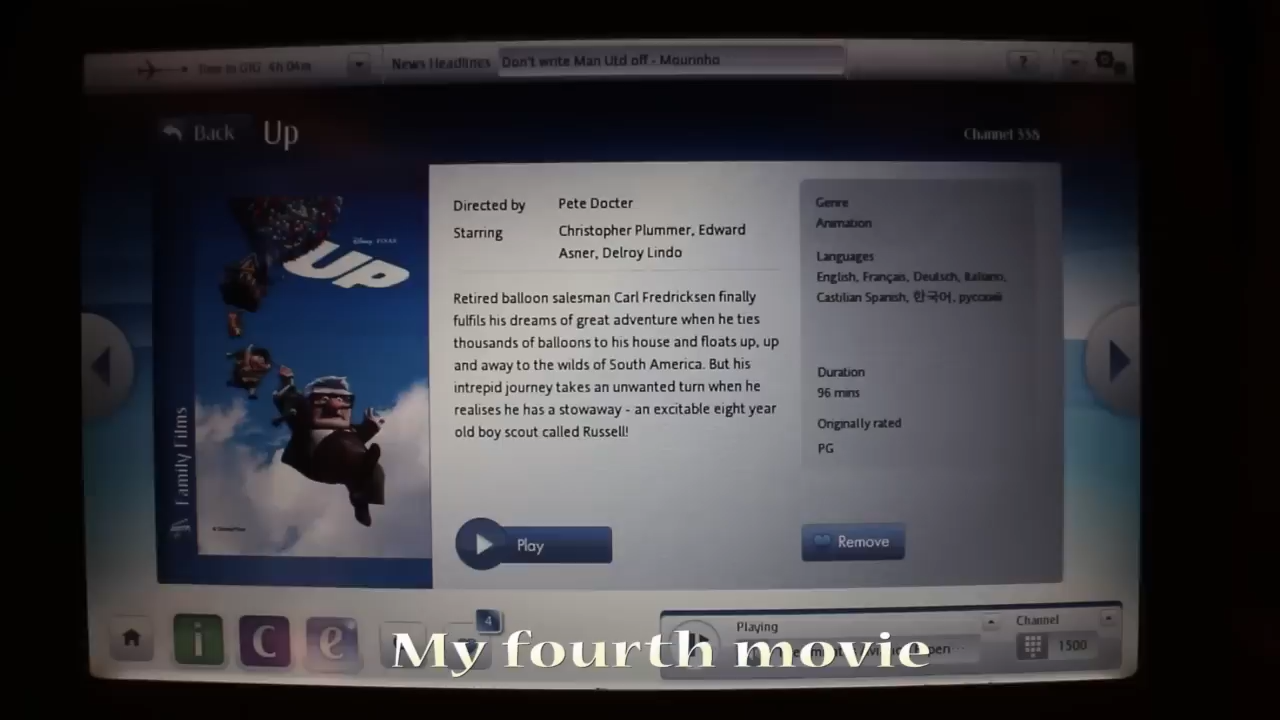 Time to GIG 4h 04m
News Headlines Don't write Man Utd off - Mourinho
?
Back Up
Channel 338
Disney PIXAR
UP
Family Films
Directed by Pete Docter
Starring Christopher Plummer, Edward
Asner, Delroy Lindo
Retired balloon salesman Carl Fredricksen finally
fulfils his dreams of great adventure when he ties
thousands of balloons to his house and floats up, up
and away to the wilds of South America. But his
intrepid journey takes an unwanted turn when he
realises he has a stowaway - an excitable eight year
old boy scout called Russell!
Genre
Animation
Languages
English, Français, Deutsch, Italiano,
Castilian Spanish, 한국어, русский
Duration
96 mins
Originally rated
PG
Play
Remove
i
C
e
4
Playing
Channel
1500
My fourth movie